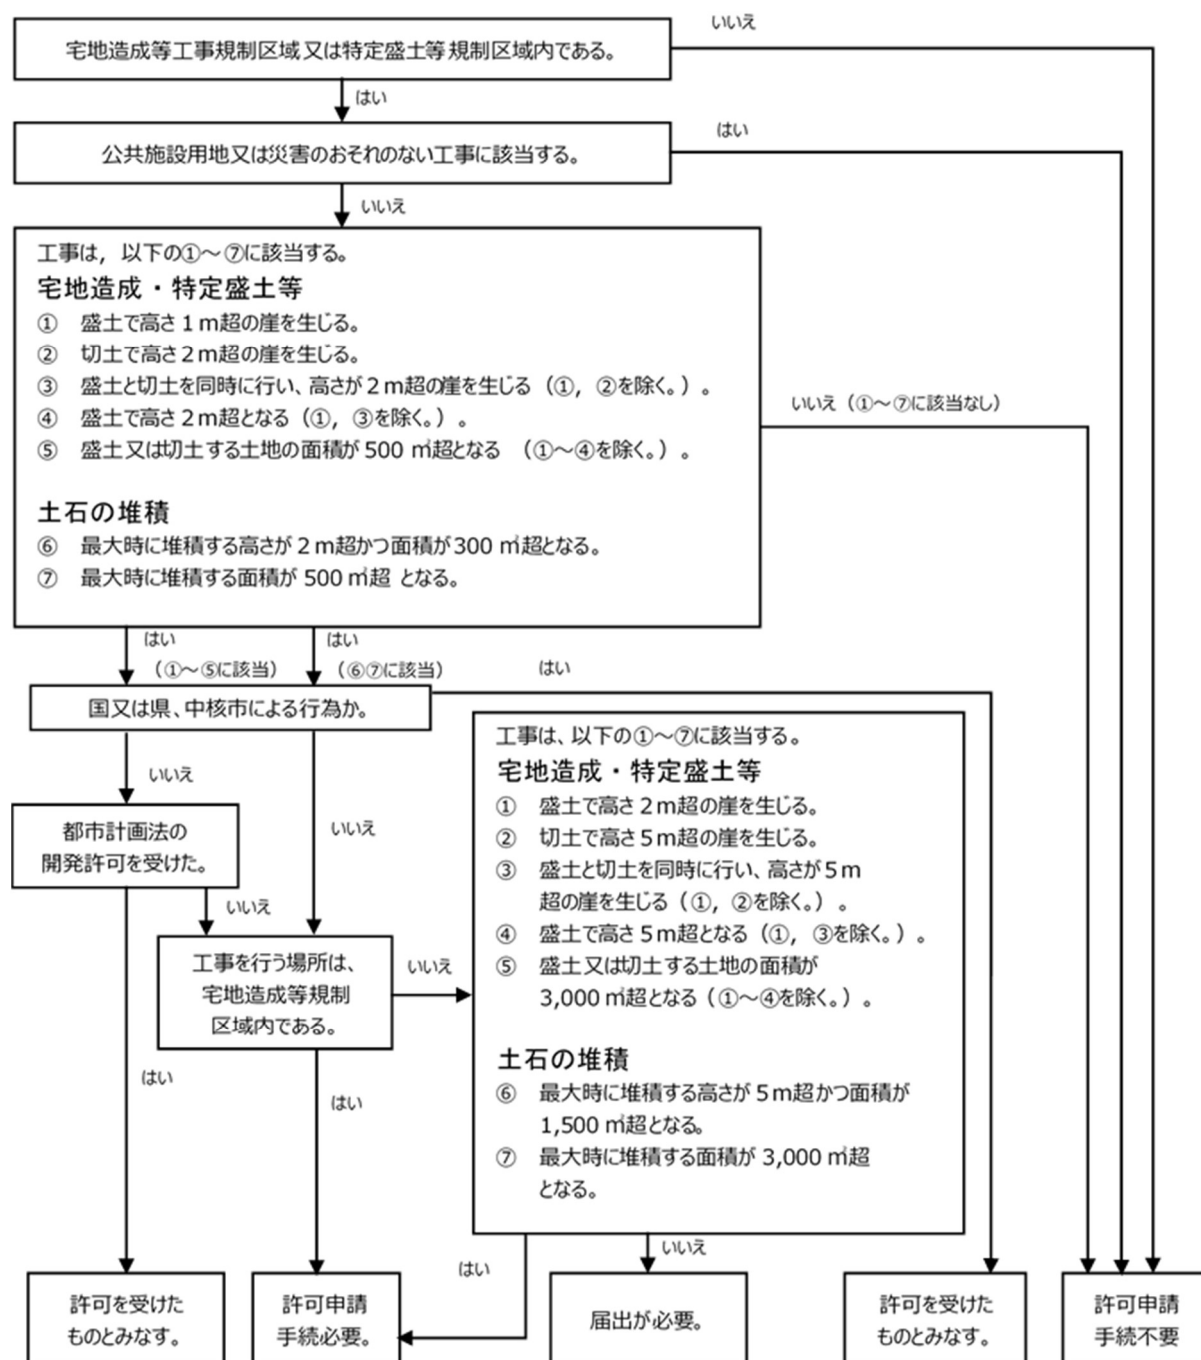 いいえ
宅地造成等工事規制区域又は特定盛土等規制区域内である。
はい
はい
公共施設用地又は災害のおそれのない工事に該当する。
いいえ
工事は，以下の①～⑦に該当する。
宅地造成・特定盛土等
① 盛土で高さ１ｍ超の崖を生じる。
② 切土で高さ２ｍ超の崖を生じる。
③ 盛土と切土を同時に行い、高さが２ｍ超の崖を生じる（①，②を除く。）。
④ 盛土で高さ２ｍ超となる（①，③を除く。）。
⑤ 盛土又は切土する土地の面積が 500 ㎡超となる （①～④を除く。）。
いいえ（①～⑦に該当なし）
土石の堆積
⑥ 最大時に堆積する高さが２ｍ超かつ面積が300 ㎡超となる。
⑦ 最大時に堆積する面積が 500 ㎡超 となる。
はい
（①～⑤に該当）
はい
（⑥⑦に該当）
はい
国又は県、中核市による行為か。
いいえ
いいえ
都市計画法の
開発許可を受けた。
いいえ
はい
工事を行う場所は、
宅地造成等規制
区域内である。
いいえ
はい
工事は、以下の①～⑦に該当する。
宅地造成・特定盛土等
① 盛土で高さ２ｍ超の崖を生じる。
② 切土で高さ５ｍ超の崖を生じる。
③ 盛土と切土を同時に行い、高さが５ｍ
超の崖を生じる（①，②を除く。）。
④ 盛土で高さ５ｍ超となる（①，③を除く。）。
⑤ 盛土又は切土する土地の面積が
3,000 ㎡超となる（①～④を除く。）。
土石の堆積
⑥ 最大時に堆積する高さが５ｍ超かつ面積が
1,500 ㎡超となる。
⑦ 最大時に堆積する面積が 3,000 ㎡超
となる。
はい
いいえ
許可を受けた
ものとみなす。
許可申請
手続必要。
届出が必要。
許可を受けた
ものとみなす。
許可申請
手続不要